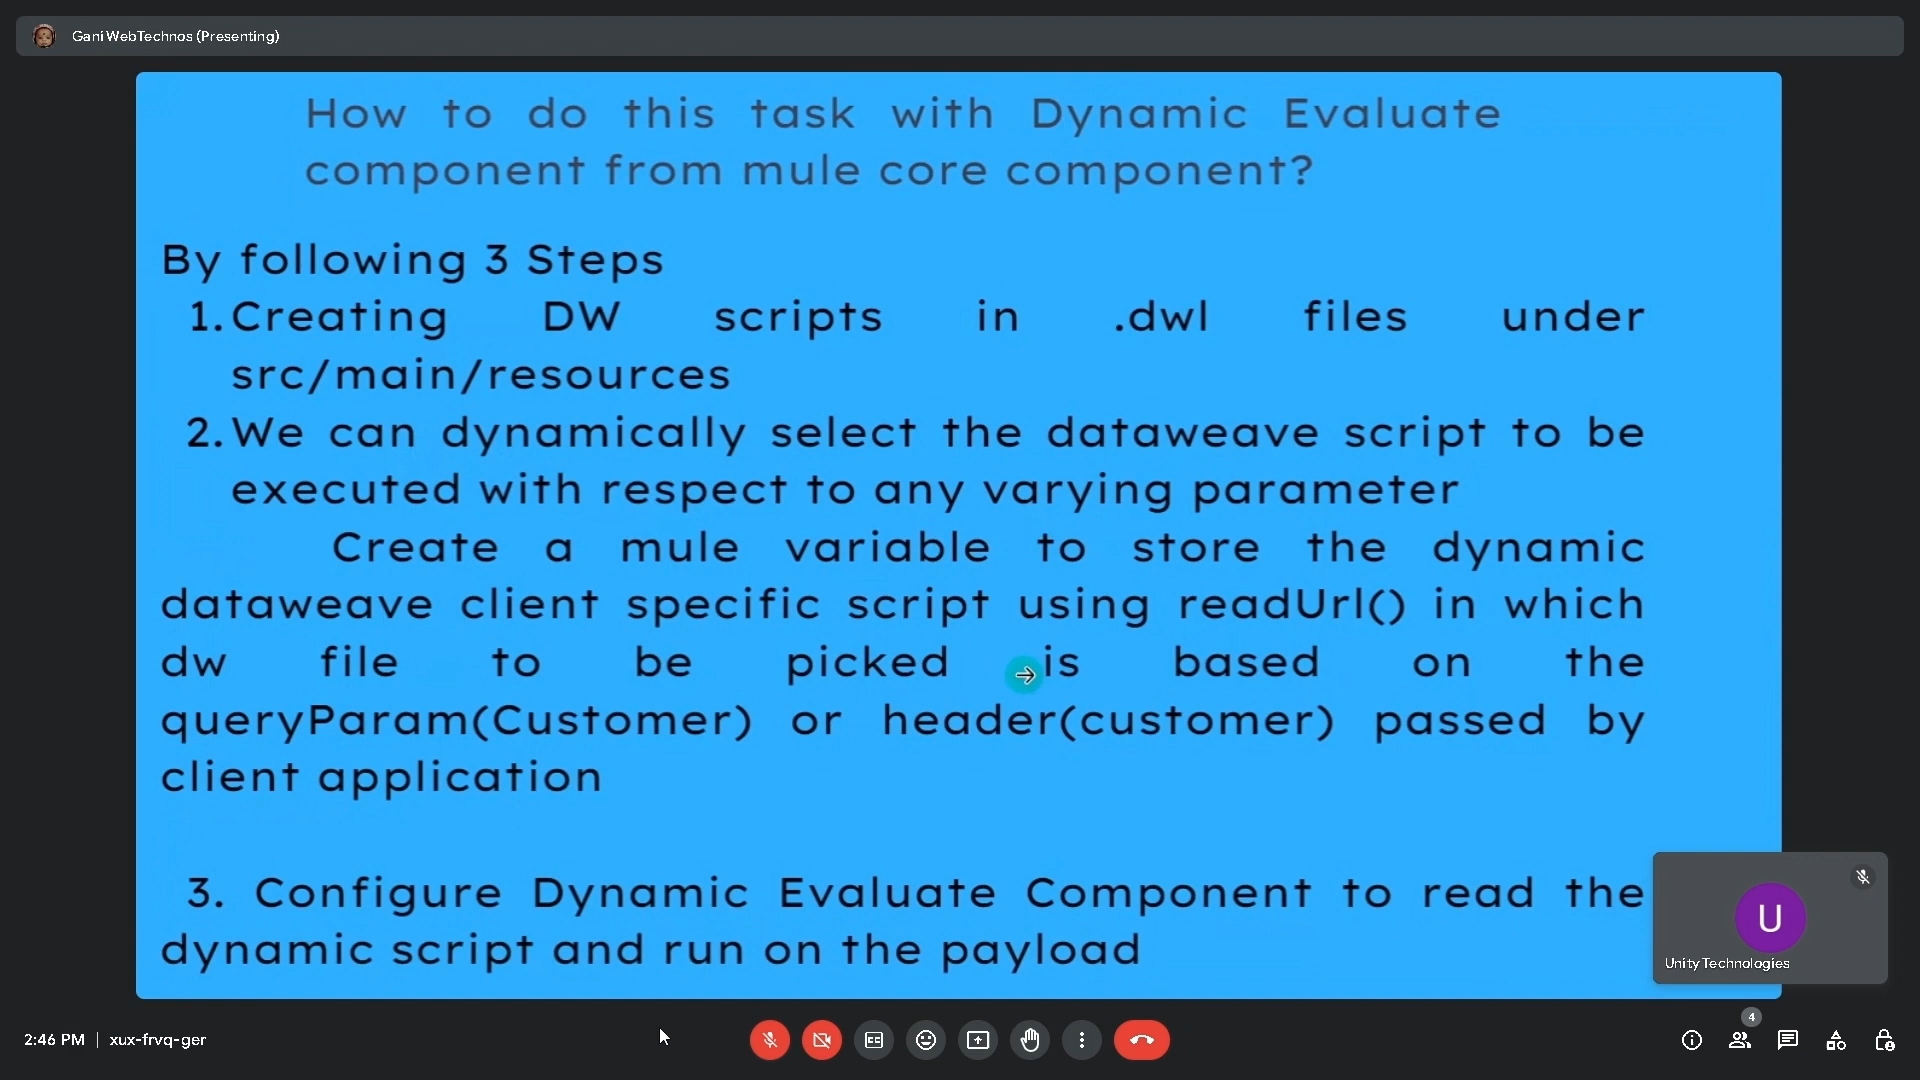 Gani WebTechnos (Presenting)
How to do this task with Dynamic Evaluate
component from mule core component?
By following 3 Steps
1. Creating DW scripts in .dwl files under
src/main/resources
2. We can dynamically select the dataweave script to be
executed with respect to any varying parameter
Create a mule variable to store the dynamic
dataweave client specific script using readUrl() in which
dw file to be picked is based on the
queryParam(Customer) or header(customer) passed by
client application
3. Configure Dynamic Evaluate Component to read the
dynamic script and run on the payload
U
Unity Technologies
2:46 PM | xux-frvq-ger
4